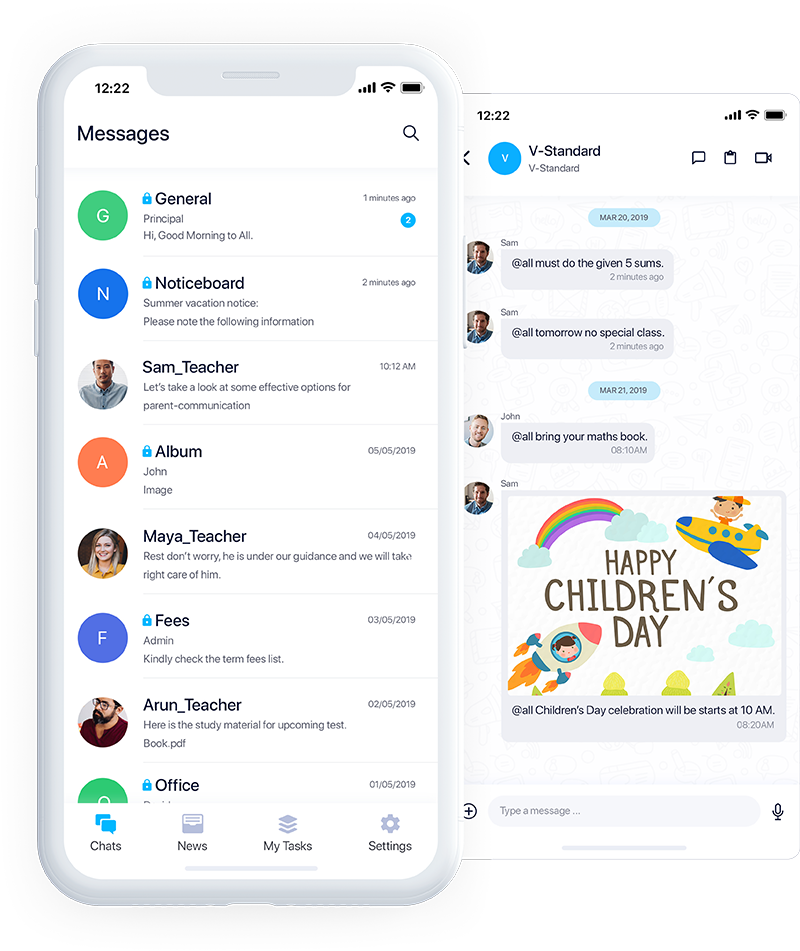 12:22
Messages
G
General
1 minutes ago
Principal
2
Hi, Good Morning to All.
N
Noticeboard
2 minutes ago
Summer vacation notice:
Please note the following information
Sam_Teacher
10:12 AM
Let's take a look at some effective options for
parent-communication
A
Album
05/05/2019
John
Image
Maya_Teacher
04/05/2019
Rest don't worry, he is under our guidance and we will take
right care of him.
F
Fees
03/05/2019
Admin
Kindly check the term fees list.
Arun_Teacher
02/05/2019
Here is the study material for upcoming test.
Book.pdf
Office
01/05/2019
Chats
News
My Tasks
Settings
12:22
V
V-Standard
V-Standard
MAR 20, 2019
Sam
@all must do the given 5 sums.
2 minutes ago
Sam
@all tomorrow no special class.
2 minutes ago
MAR 21, 2019
John
@all bring your maths book.
08:10AM
Sam
HAPPY
CHILDREN'S
DAY
@all Children's Day celebration will be starts at 10 AM.
08:20AM
Type a message ...